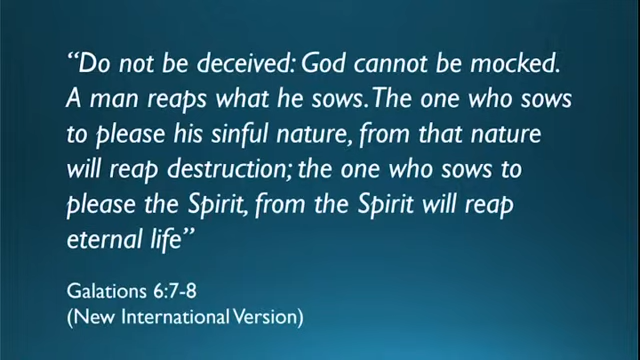 “Do not be deceived: God cannot be mocked.
A man reaps what he sows. The one who sows
to please his sinful nature, from that nature
will reap destruction; the one who sows to
please the Spirit, from the Spirit will reap
eternal life”
Galations 6:7-8
(New International Version)